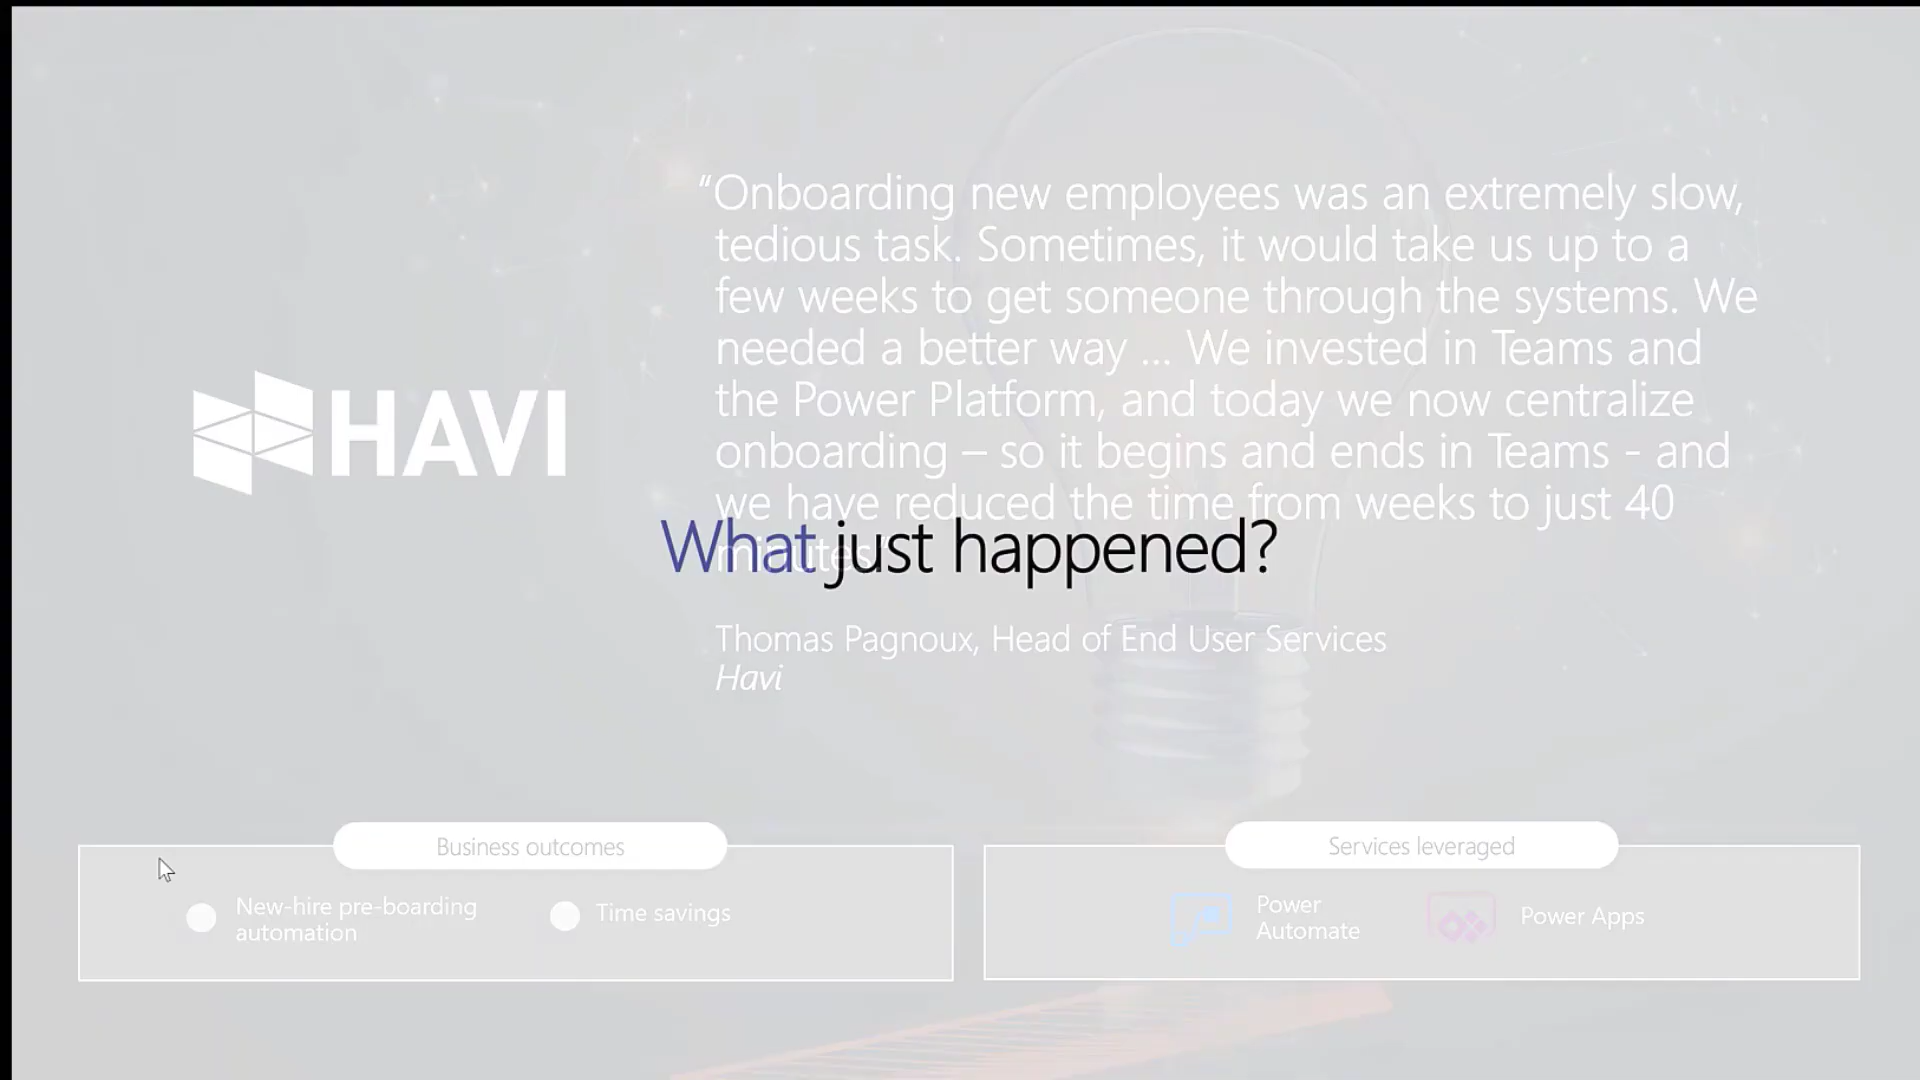 "Onboarding new employees was an extremely slow,
tedious task. Sometimes, it would take us up to a
few weeks to get someone through the systems. We
needed a better way ... We invested in Teams and
the Power Platform, and today we now centralize
onboarding – so it begins and ends in Teams - and
we have reduced the time from weeks to just 40
minutes"
HAVI
What just happened?
Thomas Pagnoux, Head of End User Services
Havi
Business outcomes
New-hire pre-boarding
automation
Time savings
Services leveraged
Power
Automate
Power Apps